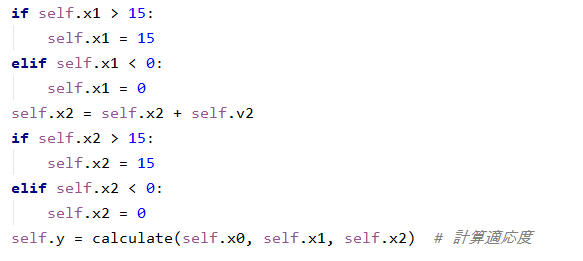 if self.x1 > 15:
    self.x1 = 15
elif self.x1 < 0:
    self.x1 = 0
self.x2 = self.x2 + self.v2
if self.x2 > 15:
    self.x2 = 15
elif self.x2 < 0:
    self.x2 = 0
self.y = calculate(self.x0, self.x1, self.x2)  # 計算適応度